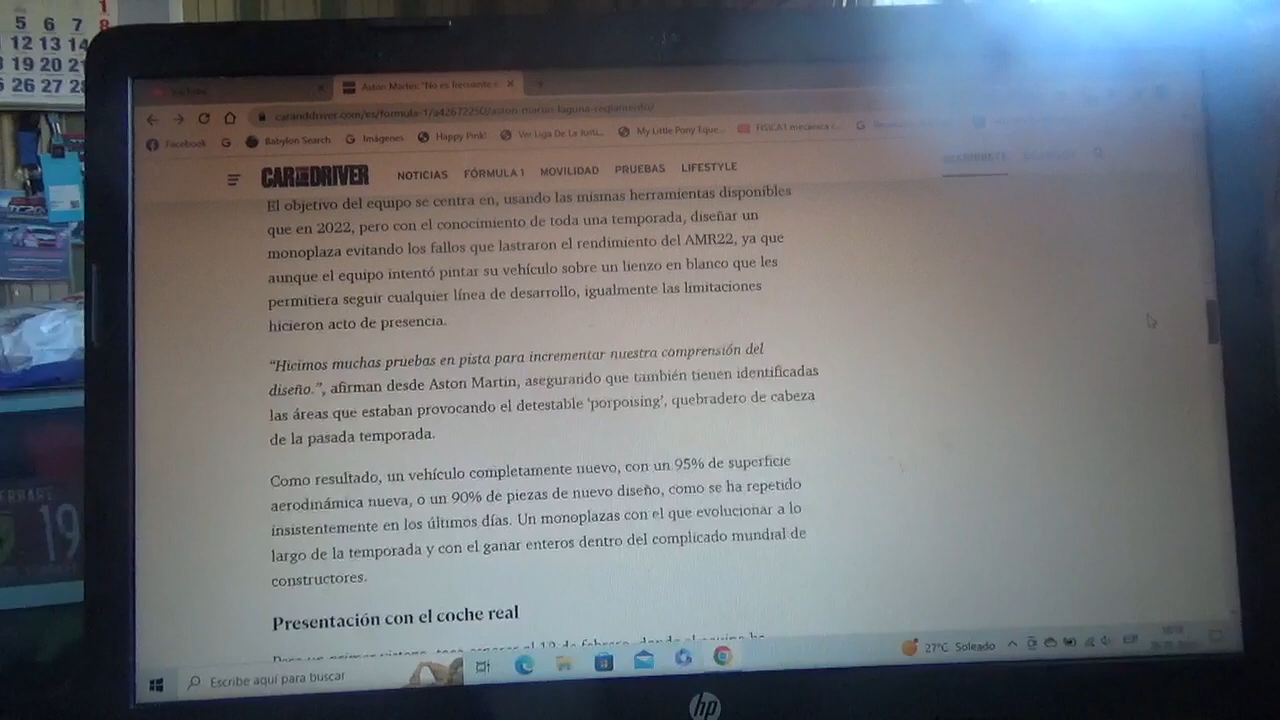 1
5 6 7 8
12 13 14
19 20 21
26 27 28
19
Aston Martin: "No es frecuente
caranddriver.com/es/formula-1/a42672250/aston-martin-laguna-reglamento/
Facebook
Babylon Search
Imágenes
Happy Pink!
Ver Liga De La Justi...
My Little Pony Eque...
FISICA I mecanica c...
CAR AND DRIVER
NOTICIAS FÓRMULA 1 MOVILIDAD PRUEBAS LIFESTYLE
El objetivo del equipo se centra en, usando las mismas herramientas disponibles
que en 2022, pero con el conocimiento de toda una temporada, diseñar un
monoplaza evitando los fallos que lastraron el rendimiento del AMR22, ya que
aunque el equipo intentó pintar su vehículo sobre un lienzo en blanco que les
permitiera seguir cualquier línea de desarrollo, igualmente las limitaciones
hicieron acto de presencia.
“Hicimos muchas pruebas en pista para incrementar nuestra comprensión del
diseño.”, afirman desde Aston Martin, asegurando que también tienen identificadas
las áreas que estaban provocando el detestable ‘porpoising’, quebradero de cabeza
de la pasada temporada.
Como resultado, un vehículo completamente nuevo, con un 95% de superficie
aerodinámica nueva, o un 90% de piezas de nuevo diseño, como se ha repetido
insistentemente en los últimos días. Un monoplazas con el que evolucionar a lo
largo de la temporada y con el ganar enteros dentro del complicado mundial de
constructores.
Presentación con el coche real
Escribe aquí para buscar
27°C Soleado
hp